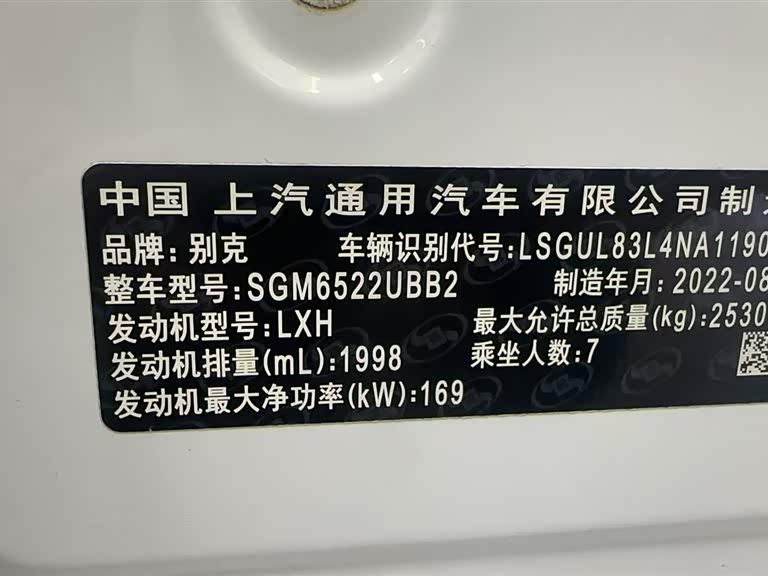 中国 上汽通用汽车有限公司制
品牌:别克 车辆识别代号:LSGUL83L4NA1190
整车型号:SGM6522UBB2 制造年月:2022-08
发动机型号:LXH 最大允许总质量(kg):2530
发动机排量(mL):1998 乘坐人数:7
发动机最大净功率(kW):169